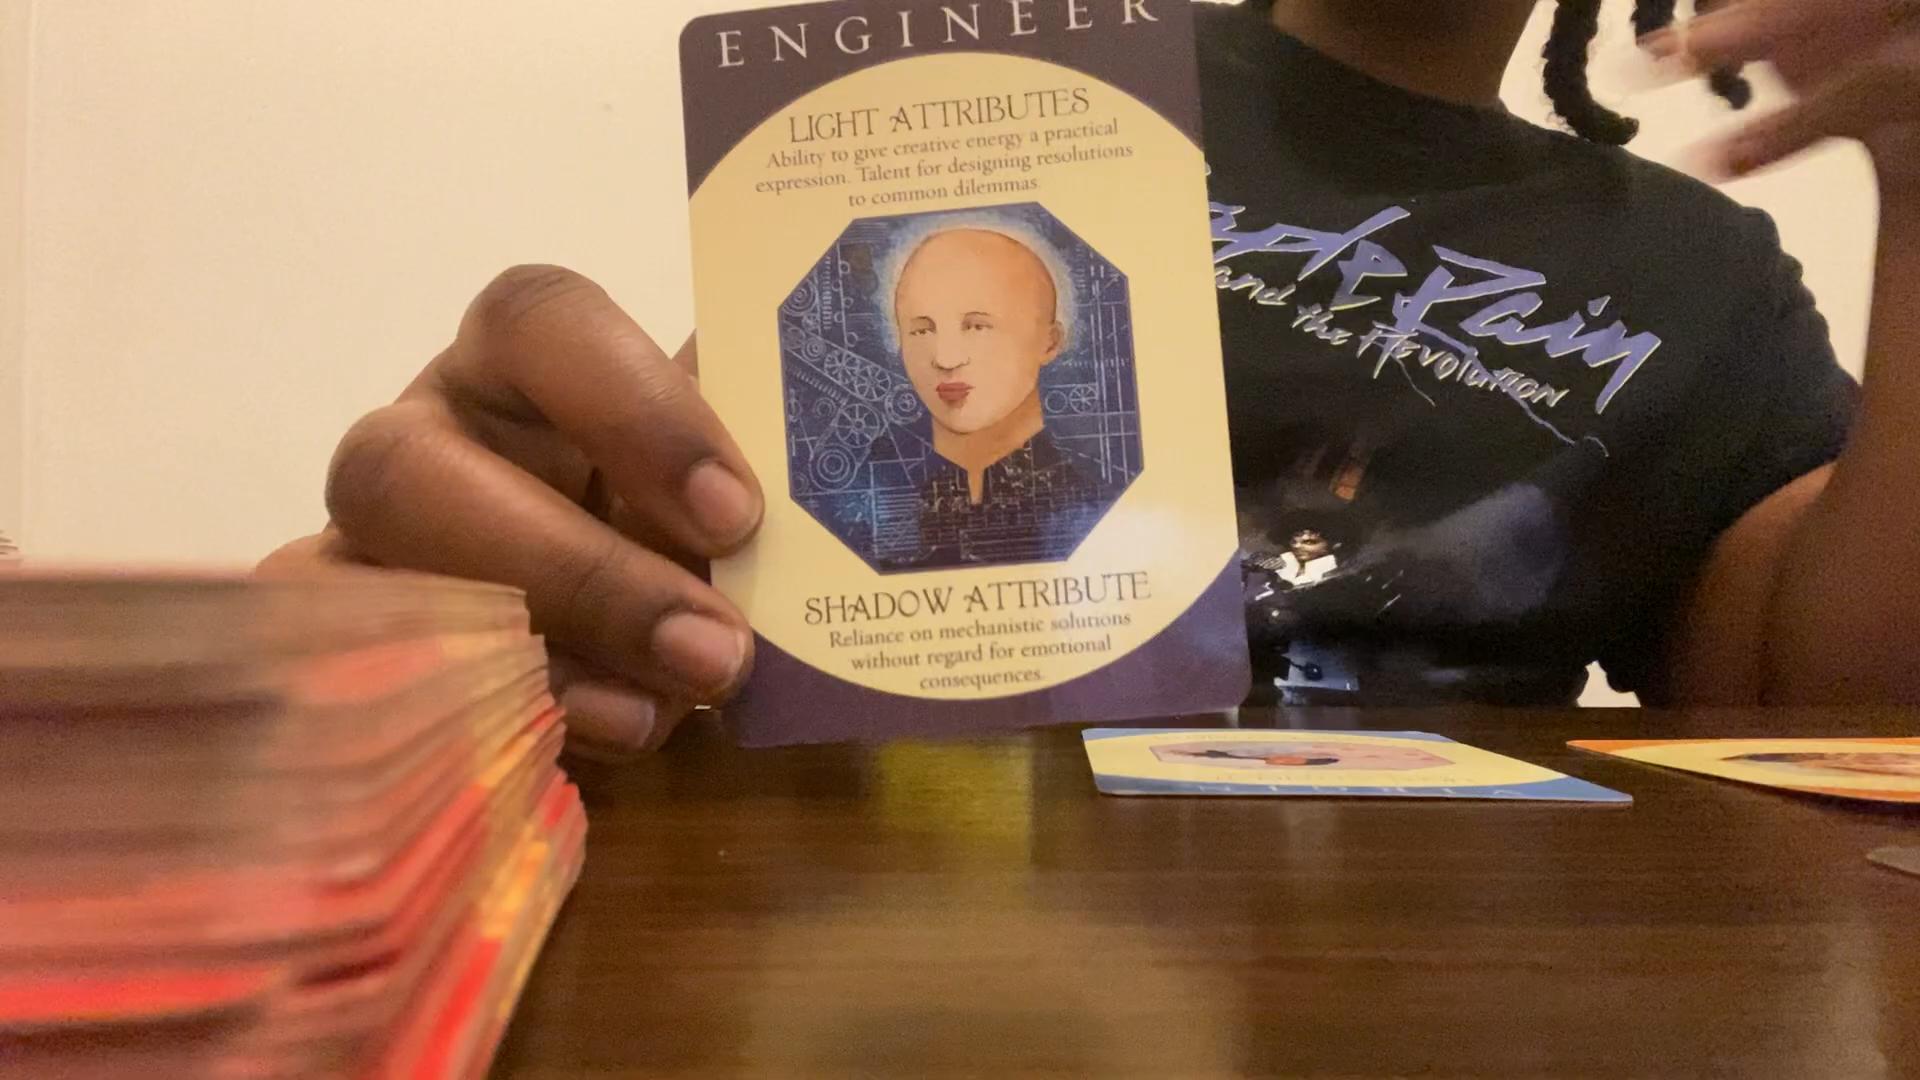 ENGINEER
LIGHT ATTRIBUTES
Ability to give creative energy a practical
expression. Talent for designing resolutions
to common dilemmas.
SHADOW ATTRIBUTE
Reliance on mechanistic solutions
without regard for emotional
consequences.
Rain
and the Revolution